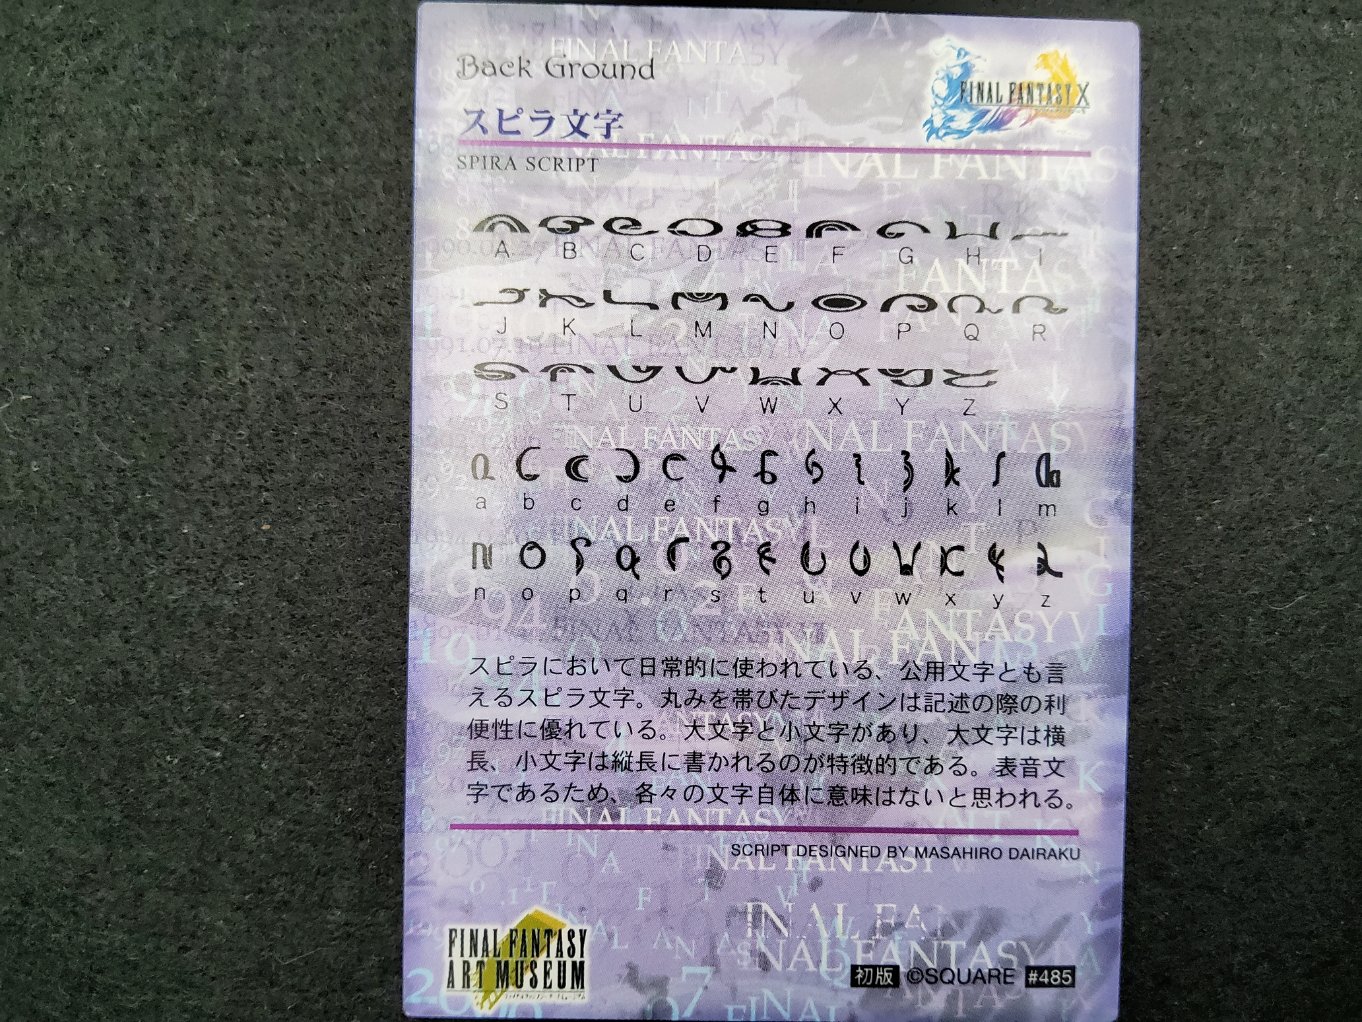 Back Ground
FINAL FANTASY X
スピラ文字
SPIRA SCRIPT
A B C D E F G H I
J K L M N O P Q R
S T U V W X Y Z
a b c d e f g h i j k l m
n o p q r s t u v w x y z
スピラにおいて日常的に使われている、公用文字とも言
えるスピラ文字。丸みを帯びたデザインは記述の際の利
便性に優れている。大文字と小文字があり、大文字は横
長、小文字は縦長に書かれるのが特徴的である。表音文
字であるため、各々の文字自体に意味はないと思われる。
SCRIPT DESIGNED BY MASAHIRO DAIRAKU
FINAL FANTASY
ART MUSEUM
初版 ©SQUARE #485